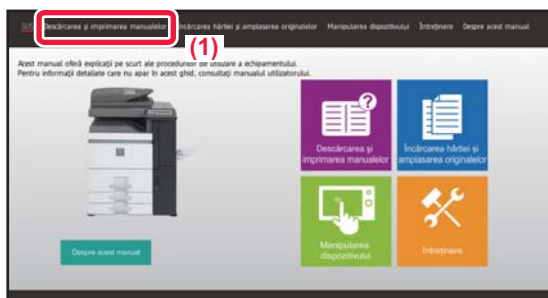 SUS Descărcarea și imprimarea manualelor Încărcarea hârtiei și amplasarea originalelor Manipularea dispozitivului Întreținere Despre acest manual
(1)
Acest manual oferă explicații pe scurt ale procedurilor de utilizare a echipamentului.
Pentru informații detaliate care nu apar în acest ghid, consultați manualul utilizatorului.
Descărcarea și
imprimarea manualelor
Încărcarea hârtiei și
amplasarea originalelor
Manipularea
dispozitivului
Întreținere
Despre acest manual